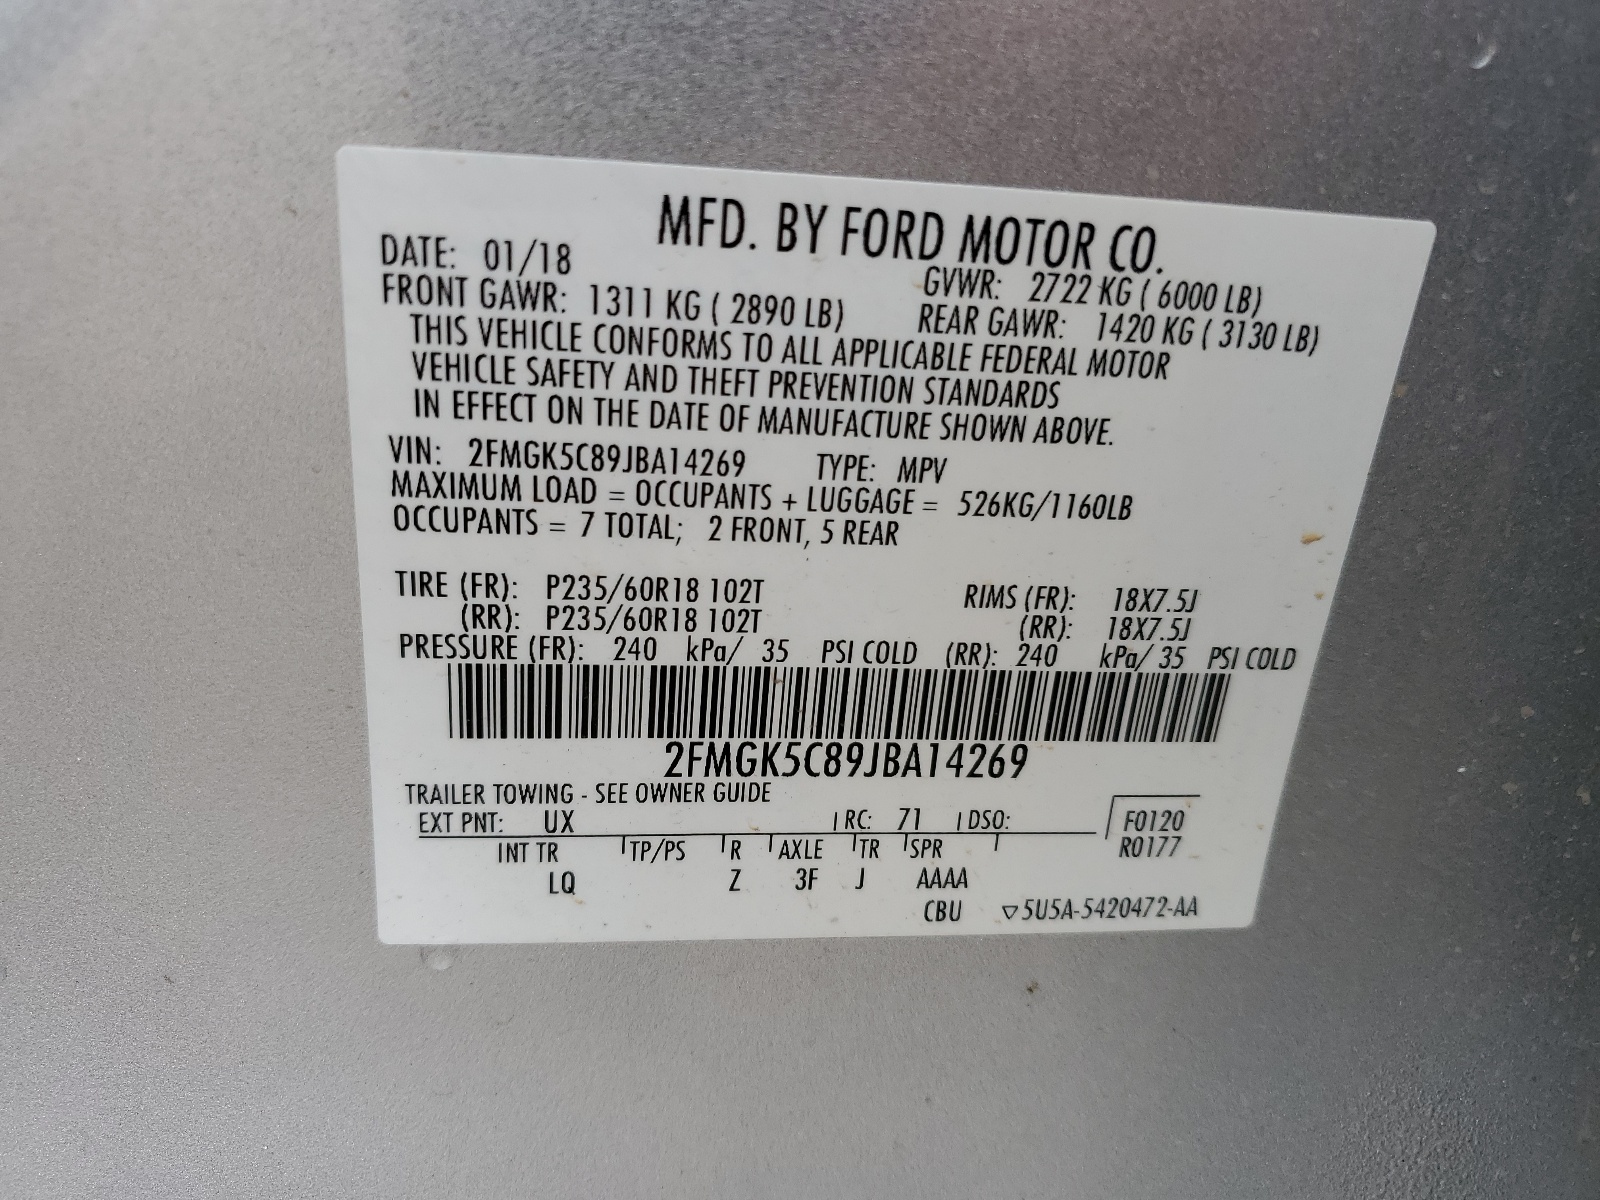 MFD. BY FORD MOTOR CO.
DATE: 01/18 GVWR: 2722 KG ( 6000 LB)
FRONT GAWR: 1311 KG ( 2890 LB) REAR GAWR: 1420 KG ( 3130 LB)
THIS VEHICLE CONFORMS TO ALL APPLICABLE FEDERAL MOTOR
VEHICLE SAFETY AND THEFT PREVENTION STANDARDS
IN EFFECT ON THE DATE OF MANUFACTURE SHOWN ABOVE.
VIN: 2FMGK5C89JBA14269 TYPE: MPV
MAXIMUM LOAD = OCCUPANTS + LUGGAGE = 526KG/1160LB
OCCUPANTS = 7 TOTAL; 2 FRONT, 5 REAR
TIRE (FR): P235/60R18 102T RIMS (FR): 18X7.5J
(RR): P235/60R18 102T (RR): 18X7.5J
PRESSURE (FR): 240 kPa/ 35 PSI COLD (RR): 240 kPa/ 35 PSI COLD
2FMGK5C89JBA14269
TRAILER TOWING - SEE OWNER GUIDE
EXT PNT: UX RC: 71 DSO: F0120
INT TR TP/PS R AXLE TR SPR R0177
LQ Z 3F J AAAA
CBU ▽5U5A-5420472-AA